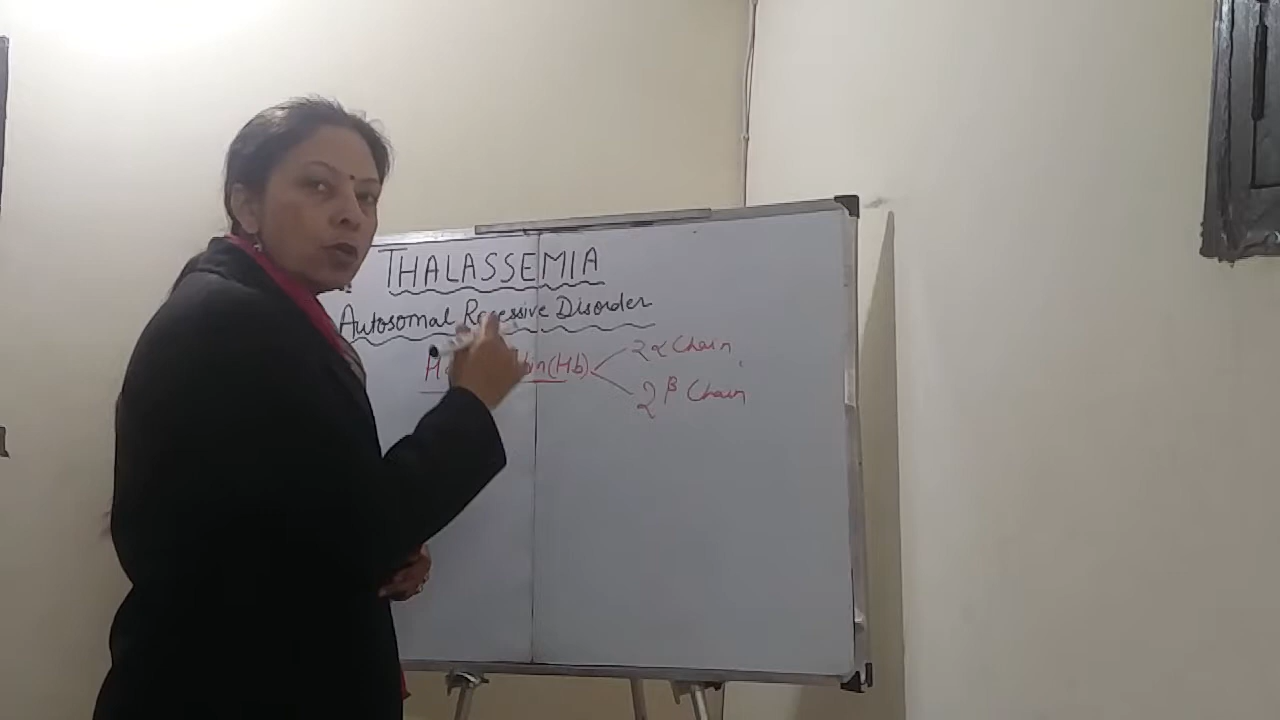 THALASSEMIA
Autosomal Recessive Disorder
(Hb) 2α Chain
2β Chain